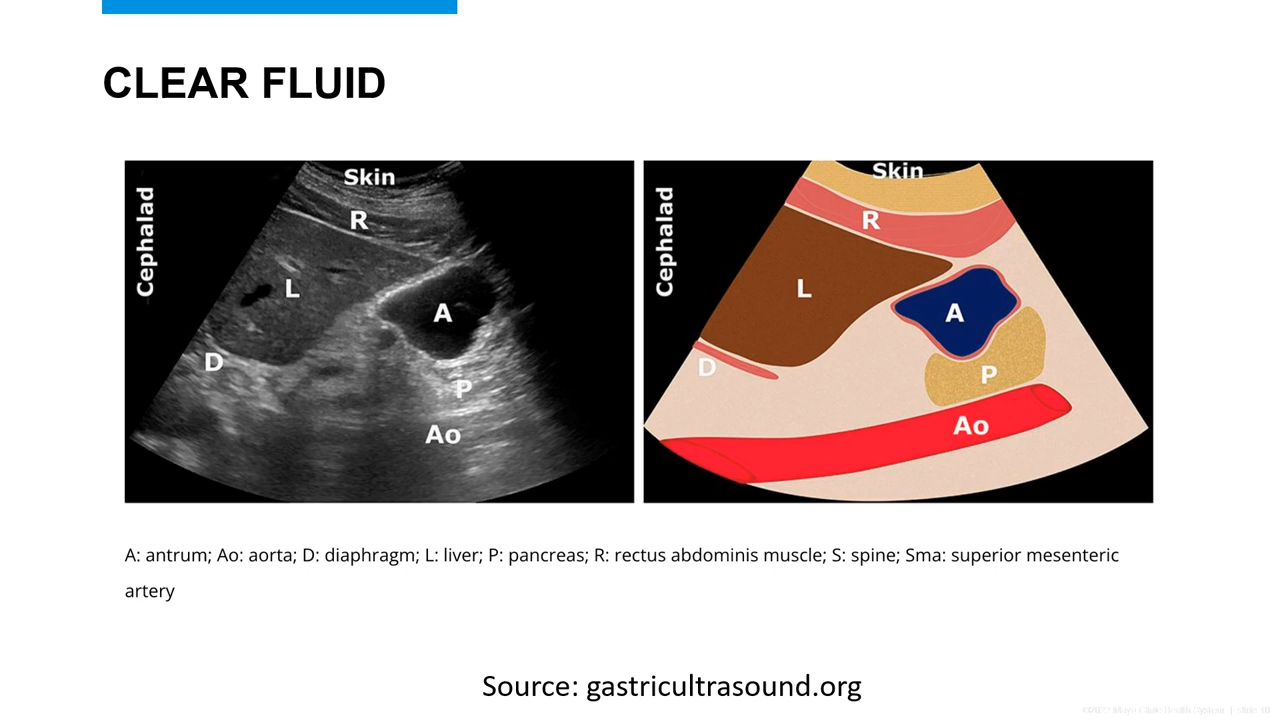 CLEAR FLUID
Skin
R
Cephalad
L
A
D
P
Ao
Skin
R
Cephalad
L
A
D
P
Ao
A: antrum; Ao: aorta; D: diaphragm; L: liver; P: pancreas; R: rectus abdominis muscle; S: spine; Sma: superior mesenteric
artery
Source: gastricultrasound.org